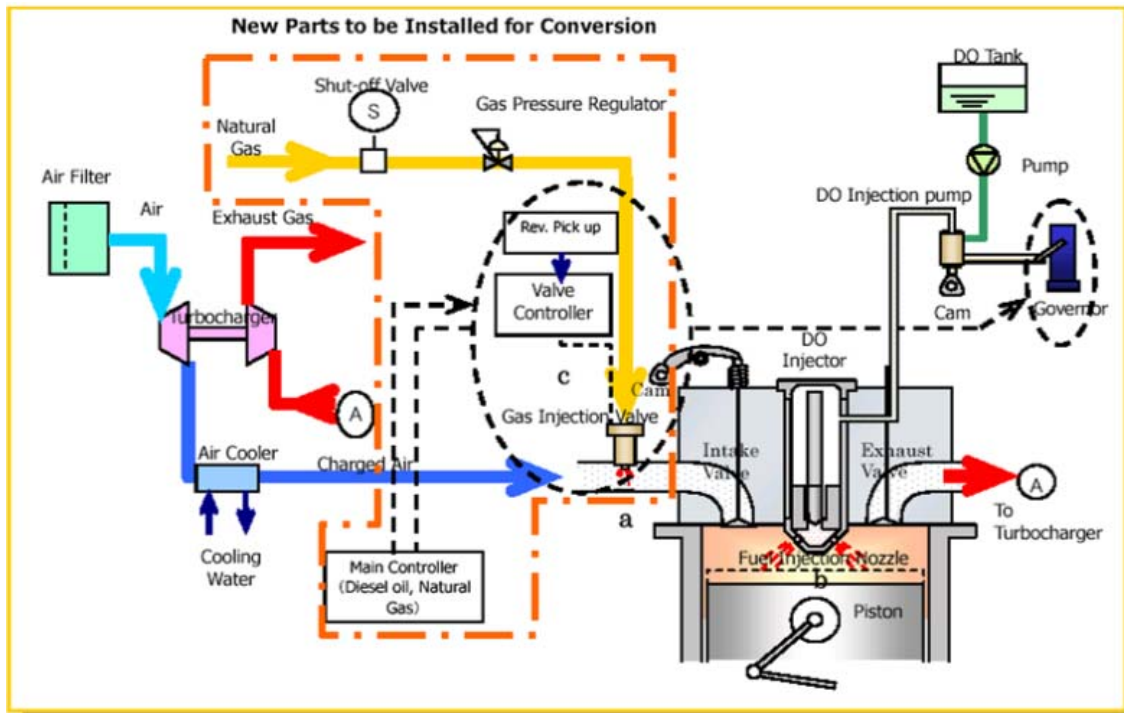 New Parts to be Installed for Conversion
Shut-off Valve
S
Gas Pressure Regulator
Natural
Gas
DO Tank
Pump
Air Filter
Air
Exhaust Gas
DO Injection pump
Rev. Pick up
Valve
Controller
Turbocharger
Cam
Governor
DO
Injector
c
Cam
A
Gas Injection Valve
Air Cooler
Charged Air
Intake
Valve
Exhaust
Valve
A
a
To
Turbocharger
Cooling
Water
Main Controller
(Diesel oil, Natural
Gas)
Fuel Injection Nozzle
b
Piston